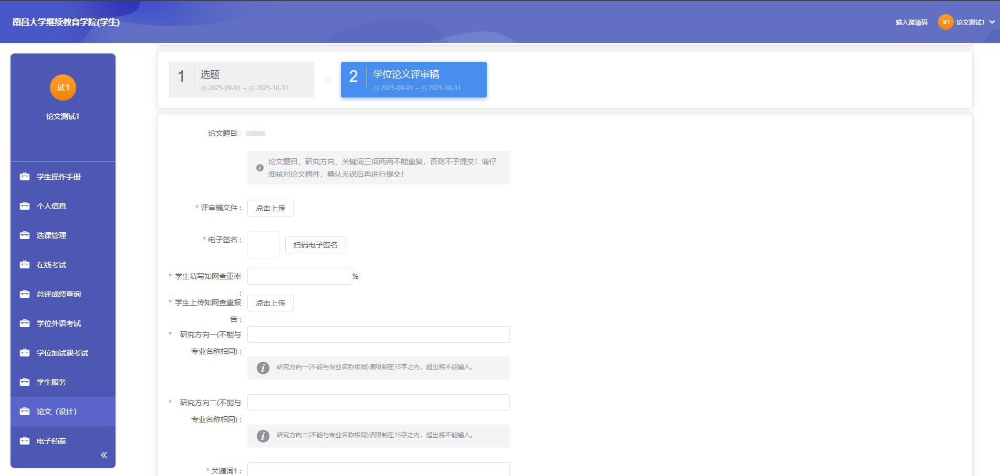 南昌大学继续教育学院(学生)
输入邀请码
试1
论文测试1
试1
论文测试1
学生操作手册
个人信息
选课管理
在线考试
总评成绩查询
学位外语考试
学位加试课考试
学生服务
论文（设计）
电子档案
1
选题
2025-09-01 ~ 2025-10-31
2
学位论文评审稿
2025-09-01 ~ 2025-10-31
论文题目
论文题目、研究方向、关键词三项两两不能重复，否则不予提交！请仔
细核对论文稿件，确认无误后再进行提交！
* 评审稿文件：
点击上传
* 电子签名：
扫码电子签名
* 学生填写知网查重率
：
%
* 学生上传知网查重报
告：
点击上传
* 研究方向一(不能与
专业名称相同)：
研究方向一(不能与专业名称相同)请限制在15字之内，超出将不能输入。
* 研究方向二(不能与
专业名称相同)：
研究方向二(不能与专业名称相同)请限制在15字之内，超出将不能输入。
* 关键词1：